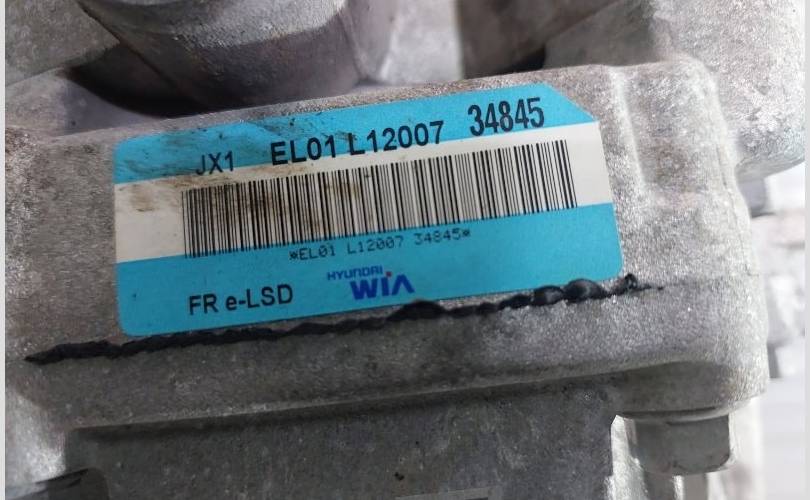 JX1 EL01 L12007 34845
*EL01 L12007 34845*
FR e-LSD
HYUNDAI
WIA